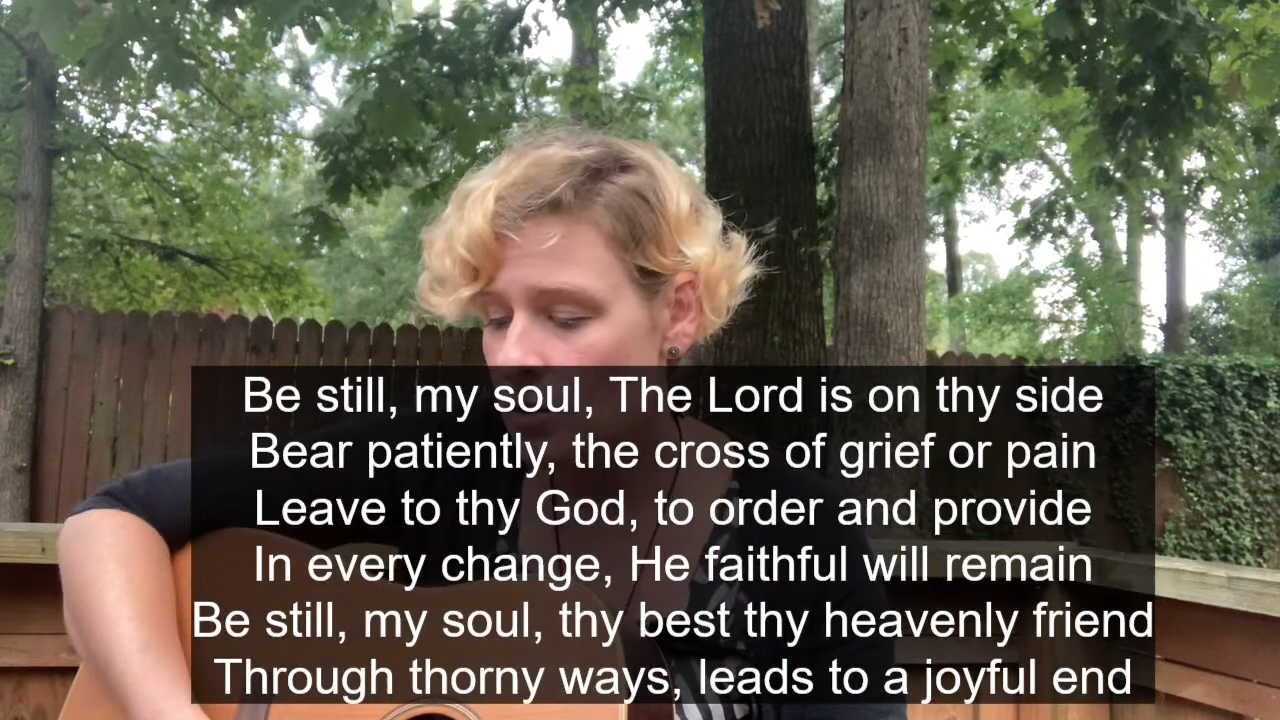 Be still, my soul, The Lord is on thy side
Bear patiently, the cross of grief or pain
Leave to thy God, to order and provide
In every change, He faithful will remain
Be still, my soul, thy best thy heavenly friend
Through thorny ways, leads to a joyful end